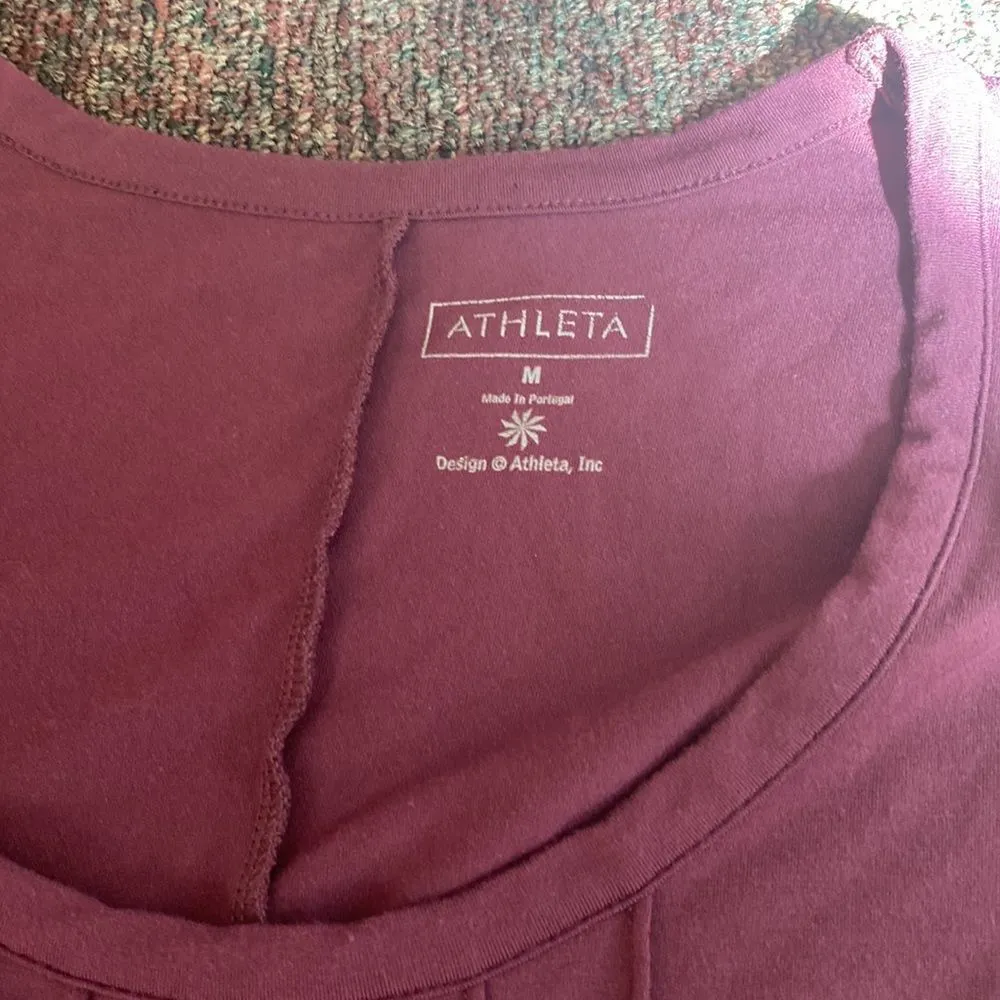 ATHLETA
M
Made In Portugal
Design © Athleta, Inc